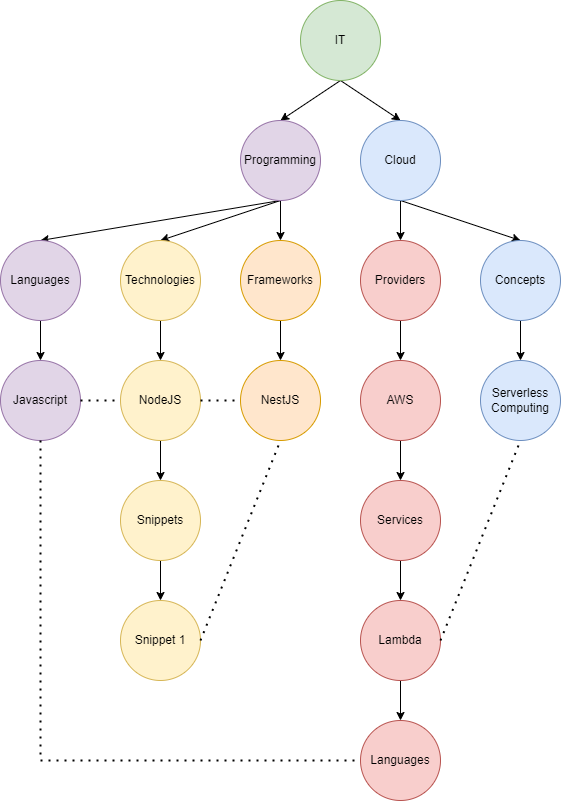 IT
Programming
Cloud
Languages
Technologies
Frameworks
Providers
Concepts
Javascript
NodeJS
NestJS
AWS
Serverless
Computing
Snippets
Services
Snippet 1
Lambda
Languages